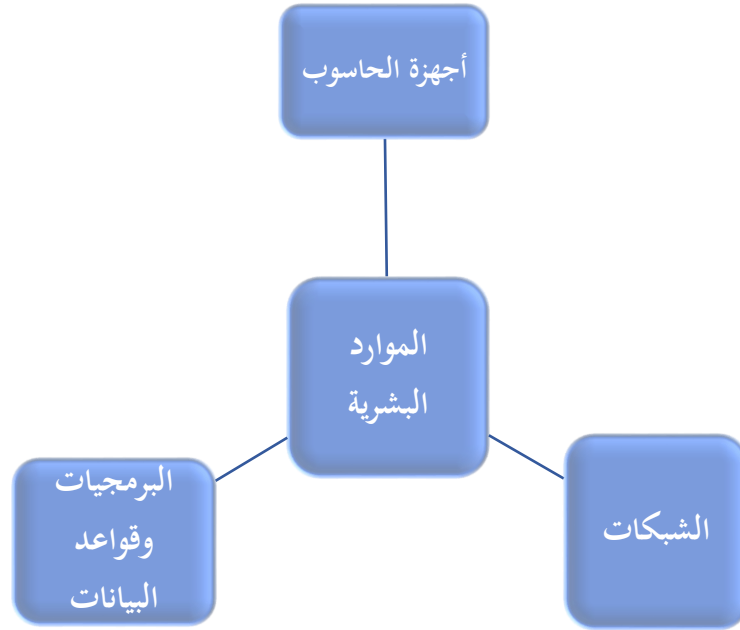 أجهزة الحاسوب
الموارد
البشرية
الشبكات
البرمجيات
وقواعد
البيانات